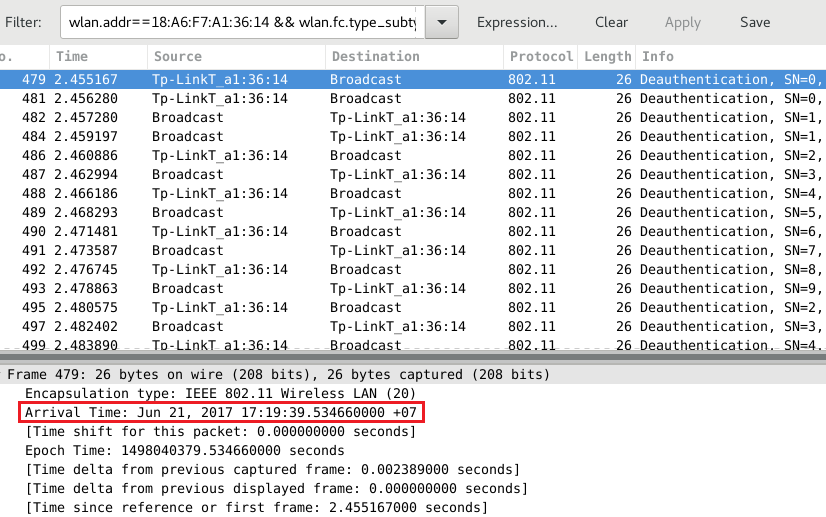 Filter: wlan.addr==18:A6:F7:A1:36:14 && wlan.fc.type_subty Expression... Clear Apply Save
o. Time Source Destination Protocol Length Info
479 2.455167 Tp-LinkT_a1:36:14 Broadcast 802.11 26 Deauthentication, SN=0,
481 2.456280 Tp-LinkT_a1:36:14 Broadcast 802.11 26 Deauthentication, SN=0,
482 2.457280 Broadcast Tp-LinkT_a1:36:14 802.11 26 Deauthentication, SN=1,
484 2.459197 Broadcast Tp-LinkT_a1:36:14 802.11 26 Deauthentication, SN=1,
486 2.460886 Tp-LinkT_a1:36:14 Broadcast 802.11 26 Deauthentication, SN=2,
487 2.462994 Broadcast Tp-LinkT_a1:36:14 802.11 26 Deauthentication, SN=3,
488 2.466186 Tp-LinkT_a1:36:14 Broadcast 802.11 26 Deauthentication, SN=4,
489 2.468293 Broadcast Tp-LinkT_a1:36:14 802.11 26 Deauthentication, SN=5,
490 2.471481 Tp-LinkT_a1:36:14 Broadcast 802.11 26 Deauthentication, SN=6,
491 2.473587 Broadcast Tp-LinkT_a1:36:14 802.11 26 Deauthentication, SN=7,
492 2.476745 Tp-LinkT_a1:36:14 Broadcast 802.11 26 Deauthentication, SN=8,
493 2.478863 Broadcast Tp-LinkT_a1:36:14 802.11 26 Deauthentication, SN=9,
495 2.480575 Tp-LinkT_a1:36:14 Broadcast 802.11 26 Deauthentication, SN=2,
497 2.482402 Broadcast Tp-LinkT_a1:36:14 802.11 26 Deauthentication, SN=3,
499 2.483890 Tp-LinkT_a1:36:14 Broadcast 802.11 26 Deauthentication, SN=4,
Frame 479: 26 bytes on wire (208 bits), 26 bytes captured (208 bits)
Encapsulation type: IEEE 802.11 Wireless LAN (20)
Arrival Time: Jun 21, 2017 17:19:39.534660000 +07
[Time shift for this packet: 0.000000000 seconds]
Epoch Time: 1498040379.534660000 seconds
[Time delta from previous captured frame: 0.002389000 seconds]
[Time delta from previous displayed frame: 0.000000000 seconds]
[Time since reference or first frame: 2.455167000 seconds]